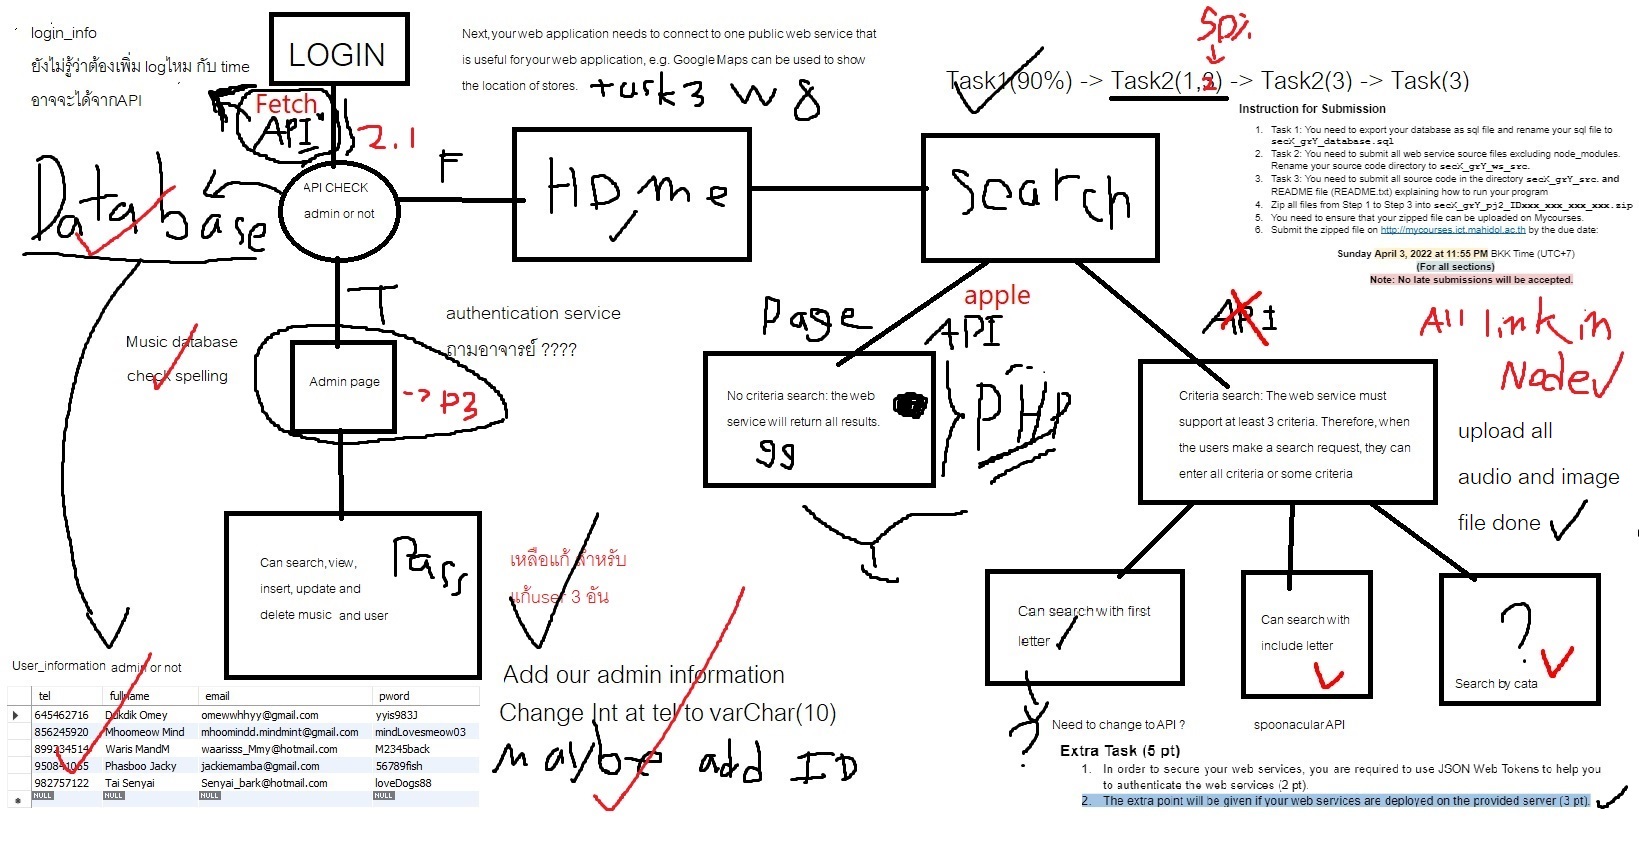 login_info
ยังไม่รู้ว่าต้องเพิ่ม logไหม กับ time
อาจจะได้จากAPI
LOGIN
Next, your web application needs to connect to one public web service that
is useful for your web application, e.g. Google Maps can be used to show
the location of stores.
task3 W8
50%
Task1(90%) -> Task2(1,2) -> Task2(3) -> Task(3)
Instruction for Submission
1. Task 1: You need to export your database as sql file and rename your sql file to
secX_grY_database.sql
2. Task 2: You need to submit all web service source files excluding node_modules.
Rename your source code directory to secX_grY_ws_src.
3. Task 3: You need to submit all source code in the directory secX_grY_src. and
README file (README.txt) explaining how to run your program
4. Zip all files from Step 1 to Step 3 into secX_grY_pj2_IDxxx_xxx_xxx_xxx.zip
5. You need to ensure that your zipped file can be uploaded on Mycourses.
6. Submit the zipped file on http://mycourses.ict.mahidol.ac.th by the due date:
Sunday April 3, 2022 at 11:55 PM BKK Time (UTC+7)
(For all sections)
Note: No late submissions will be accepted.
Fetch
API
2.1
API CHECK
admin or not
F
T
Home
Search
Database
Music database
check spelling
authentication service
ถามอาจารย์ ????
Admin page
-> P3
Page
apple
API
API
All link in
Node
No criteria search: the web
service will return all results.
gg
PHP
Criteria search: The web service must
support at least 3 criteria. Therefore, when
the users make a search request, they can
enter all criteria or some criteria
upload all
audio and image
file done
Can search, view,
insert, update and
delete music and user
Pass
เหลือแก้ สำหรับ
แก้user 3 อัน
Can search with first
letter
Can search with
include letter
?
Search by cata
User_information admin or not
tel fullname email pword
645462716 Dukdik Omey omewwhhyy@gmail.com yyis983J
856245920 Mhoomeow Mind mhoomindd.mindmint@gmail.com mindLovesmeow03
899234514 Waris MandM waarisss_Mmy@hotmail.com M2345back
950841065 Phasboo Jacky jackiemamba@gmail.com 56789fish
982757122 Tai Senyai Senyai_bark@hotmail.com loveDogs88
NULL NULL NULL NULL
Add our admin information
Change Int at tel to varChar(10)
maybe add ID
?
Need to change to API ?
spoonacular API
Extra Task (5 pt)
1. In order to secure your web services, you are required to use JSON Web Tokens to help you
to authenticate the web services (2 pt).
2. The extra point will be given if your web services are deployed on the provided server (3 pt).